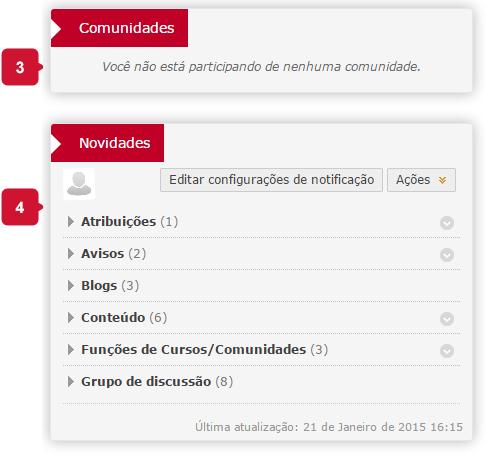 Comunidades
3
Você não está participando de nenhuma comunidade.
Novidades
4
Editar configurações de notificação
Ações
Atribuições (1)
Avisos (2)
Blogs (3)
Conteúdo (6)
Funções de Cursos/Comunidades (3)
Grupo de discussão (8)
Última atualização: 21 de Janeiro de 2015 16:15